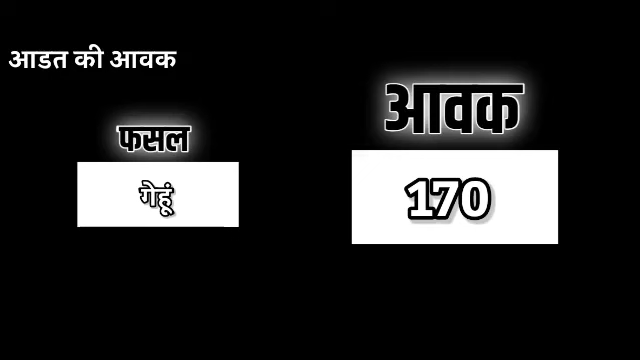 आडत की आवक
आवक
फसल
गेहूं
170